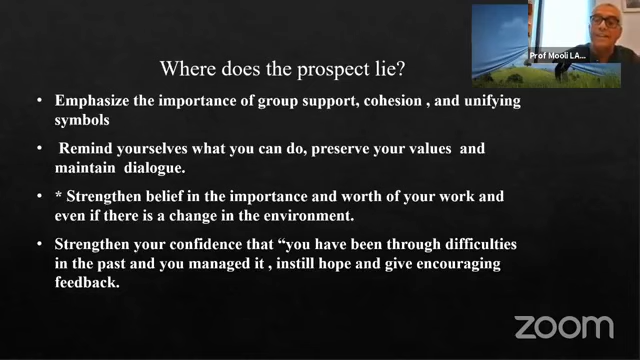 Prof Mooli LA...
Where does the prospect lie?
• Emphasize the importance of group support, cohesion , and unifying
symbols
• Remind yourselves what you can do, preserve your values and
maintain dialogue.
• * Strengthen belief in the importance and worth of your work and
even if there is a change in the environment.
• Strengthen your confidence that “you have been through difficulties
in the past and you managed it , instill hope and give encouraging
feedback.
zoom